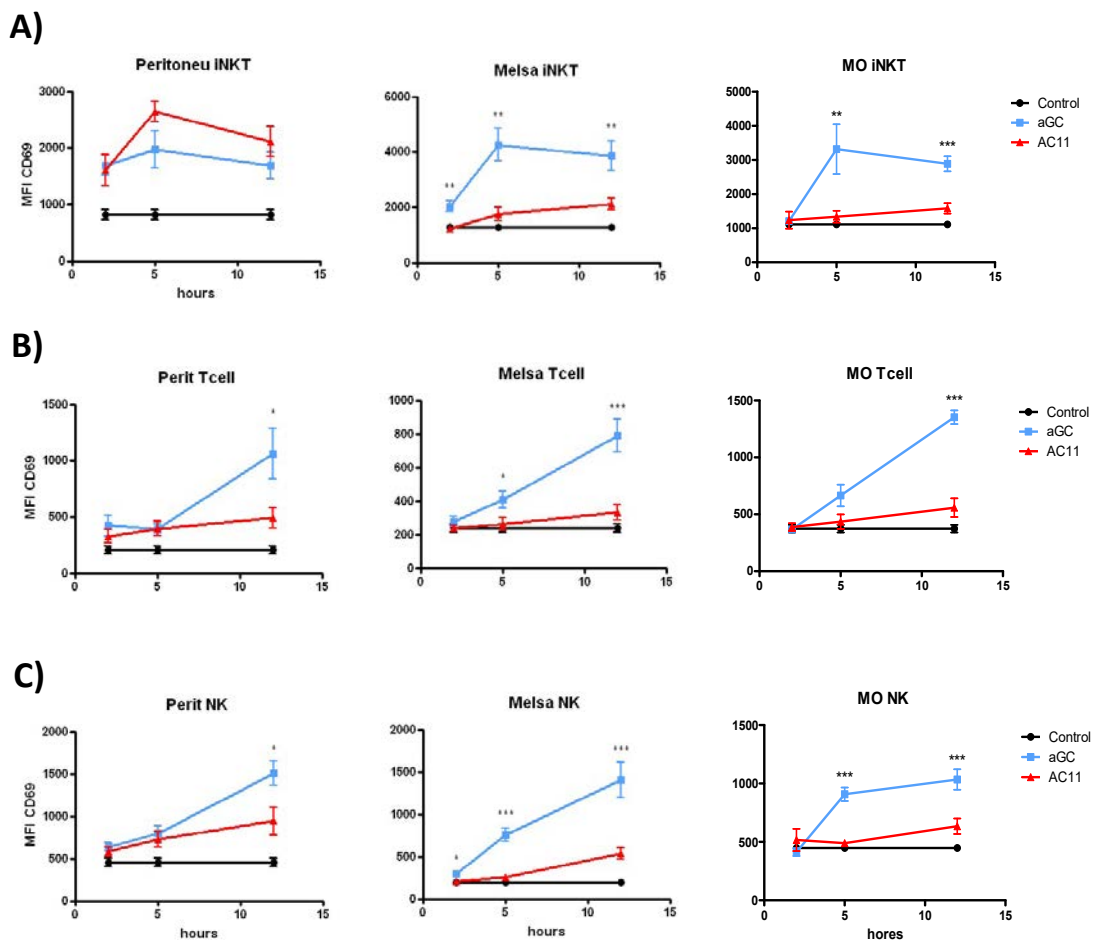 A)
Peritoneu iNKT
Melsa iNKT
MO iNKT
MFI CD69
3000
2000
1000
0
0 5 10 15
hours
6000
4000
2000
0
** ** **
0 5 10 15
5000
4000
3000
2000
1000
0
** ***
0 5 10 15
Control
aGC
AC11
B)
Perit Tcell
Melsa Tcell
MO Tcell
MFI CD69
1500
1000
500
0
*
0 5 10 15
1000
800
600
400
200
0
* ***
0 5 10 15
1500
1000
500
0
***
0 5 10 15
Control
aGC
AC11
C)
Perit NK
Melsa NK
MO NK
MFI CD69
2000
1500
1000
500
0
*
0 5 10 15
hours
2000
1500
1000
500
0
* *** ***
0 5 10 15
hours
1500
1000
500
0
*** ***
0 5 10 15
hores
Control
aGC
AC11